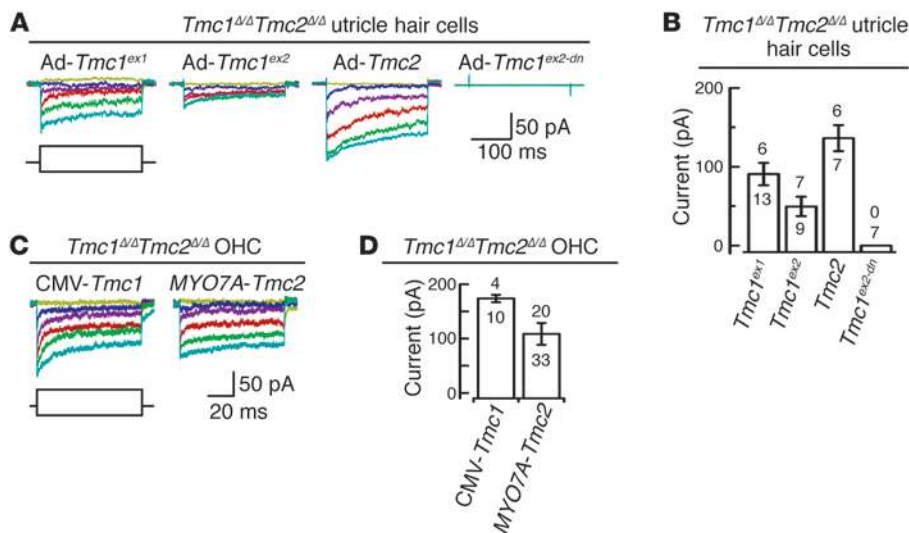 A
Tmc1Δ/ΔTmc2Δ/Δ utricle hair cells
Ad-Tmc1ex1
Ad-Tmc1ex2
Ad-Tmc2
Ad-Tmc1ex2-dn
50 pA
100 ms
B
Tmc1Δ/ΔTmc2Δ/Δ utricle
hair cells
Current (pA)
200
100
0
6
13
7
9
6
7
0
7
Tmc1ex1
Tmc1ex2
Tmc2
Tmc1ex2-dn
C
Tmc1Δ/ΔTmc2Δ/Δ OHC
CMV-Tmc1
MYO7A-Tmc2
50 pA
20 ms
D
Tmc1Δ/ΔTmc2Δ/Δ OHC
Current (pA)
200
100
0
4
10
20
33
CMV-Tmc1
MYO7A-Tmc2